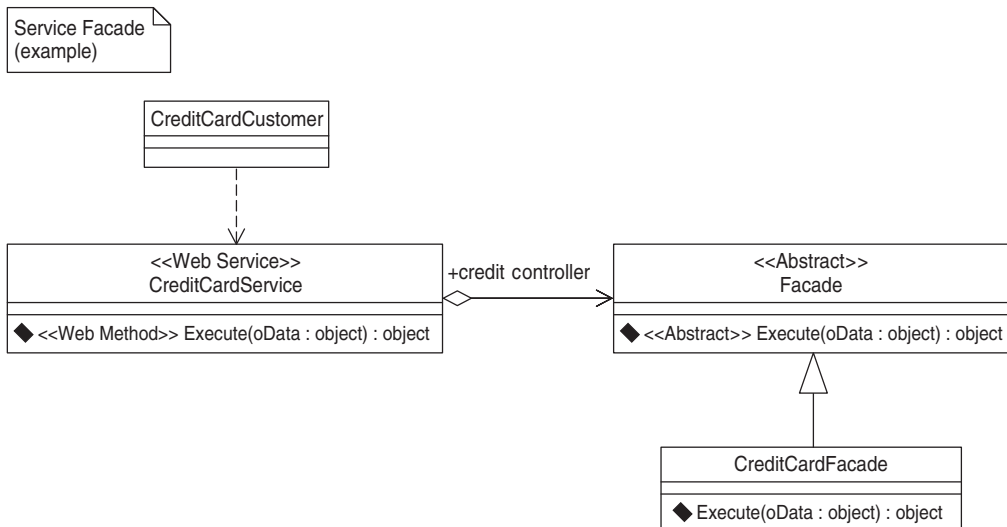 Service Facade
(example)
CreditCardCustomer
<<Web Service>>
CreditCardService
<<Web Method>> Execute(oData : object) : object
+credit controller
<<Abstract>>
Facade
<<Abstract>> Execute(oData : object) : object
CreditCardFacade
Execute(oData : object) : object